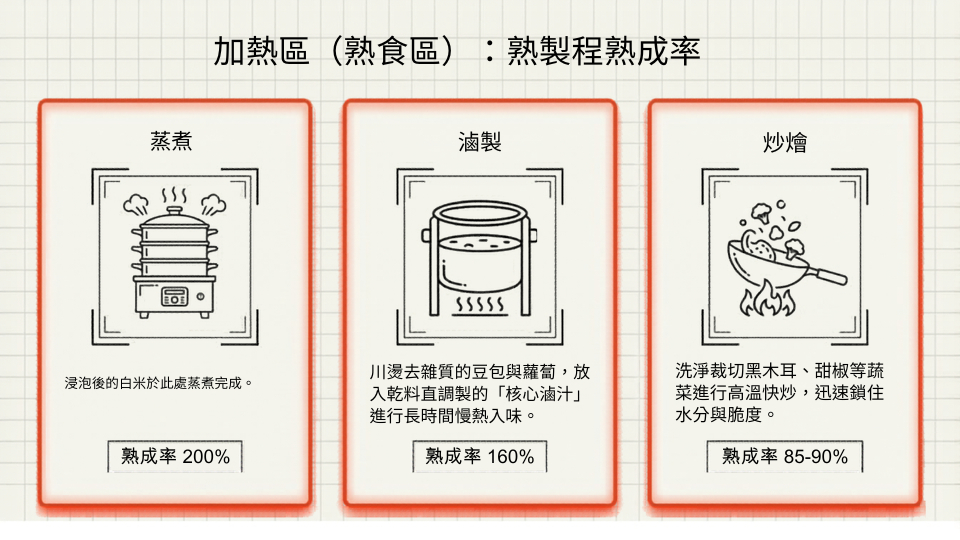 加熱區（熟食區）：熟製程熟成率
蒸煮
浸泡後的白米於此處蒸煮完成。
熟成率 200%
滷製
川燙去雜質的豆包與蘿蔔，放
入乾料直調製的「核心滷汁」
進行長時間慢熱入味。
熟成率 160%
炒燴
洗淨裁切黑木耳、甜椒等蔬
菜進行高溫快炒，迅速鎖住
水分與脆度。
熟成率 85-90%